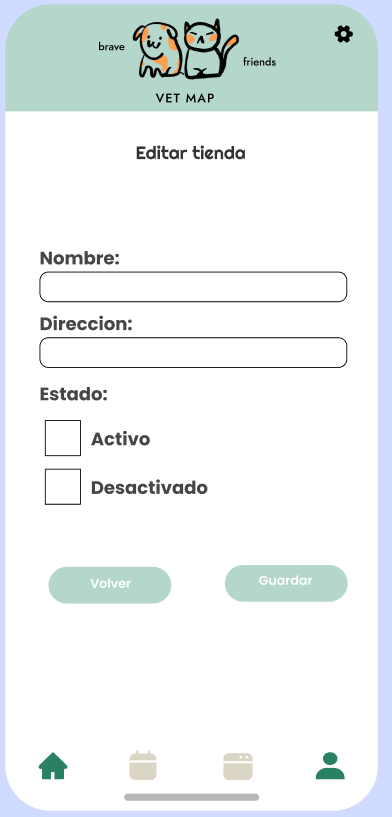 brave
friends
VET MAP
Editar tienda
Nombre:
Direccion:
Estado:
Activo
Desactivado
Volver
Guardar